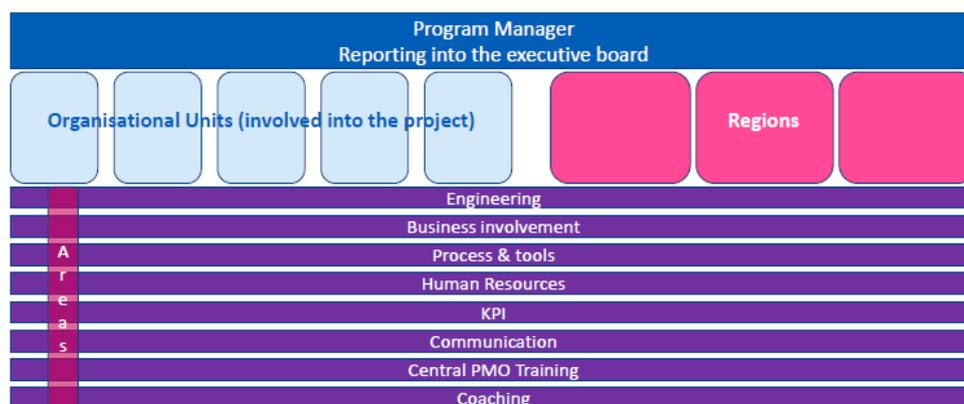 Program Manager
Reporting into the executive board
Organisational Units (involved into the project)
Regions
Areas
Engineering
Business involvement
Process & tools
Human Resources
KPI
Communication
Central PMO Training
Coaching